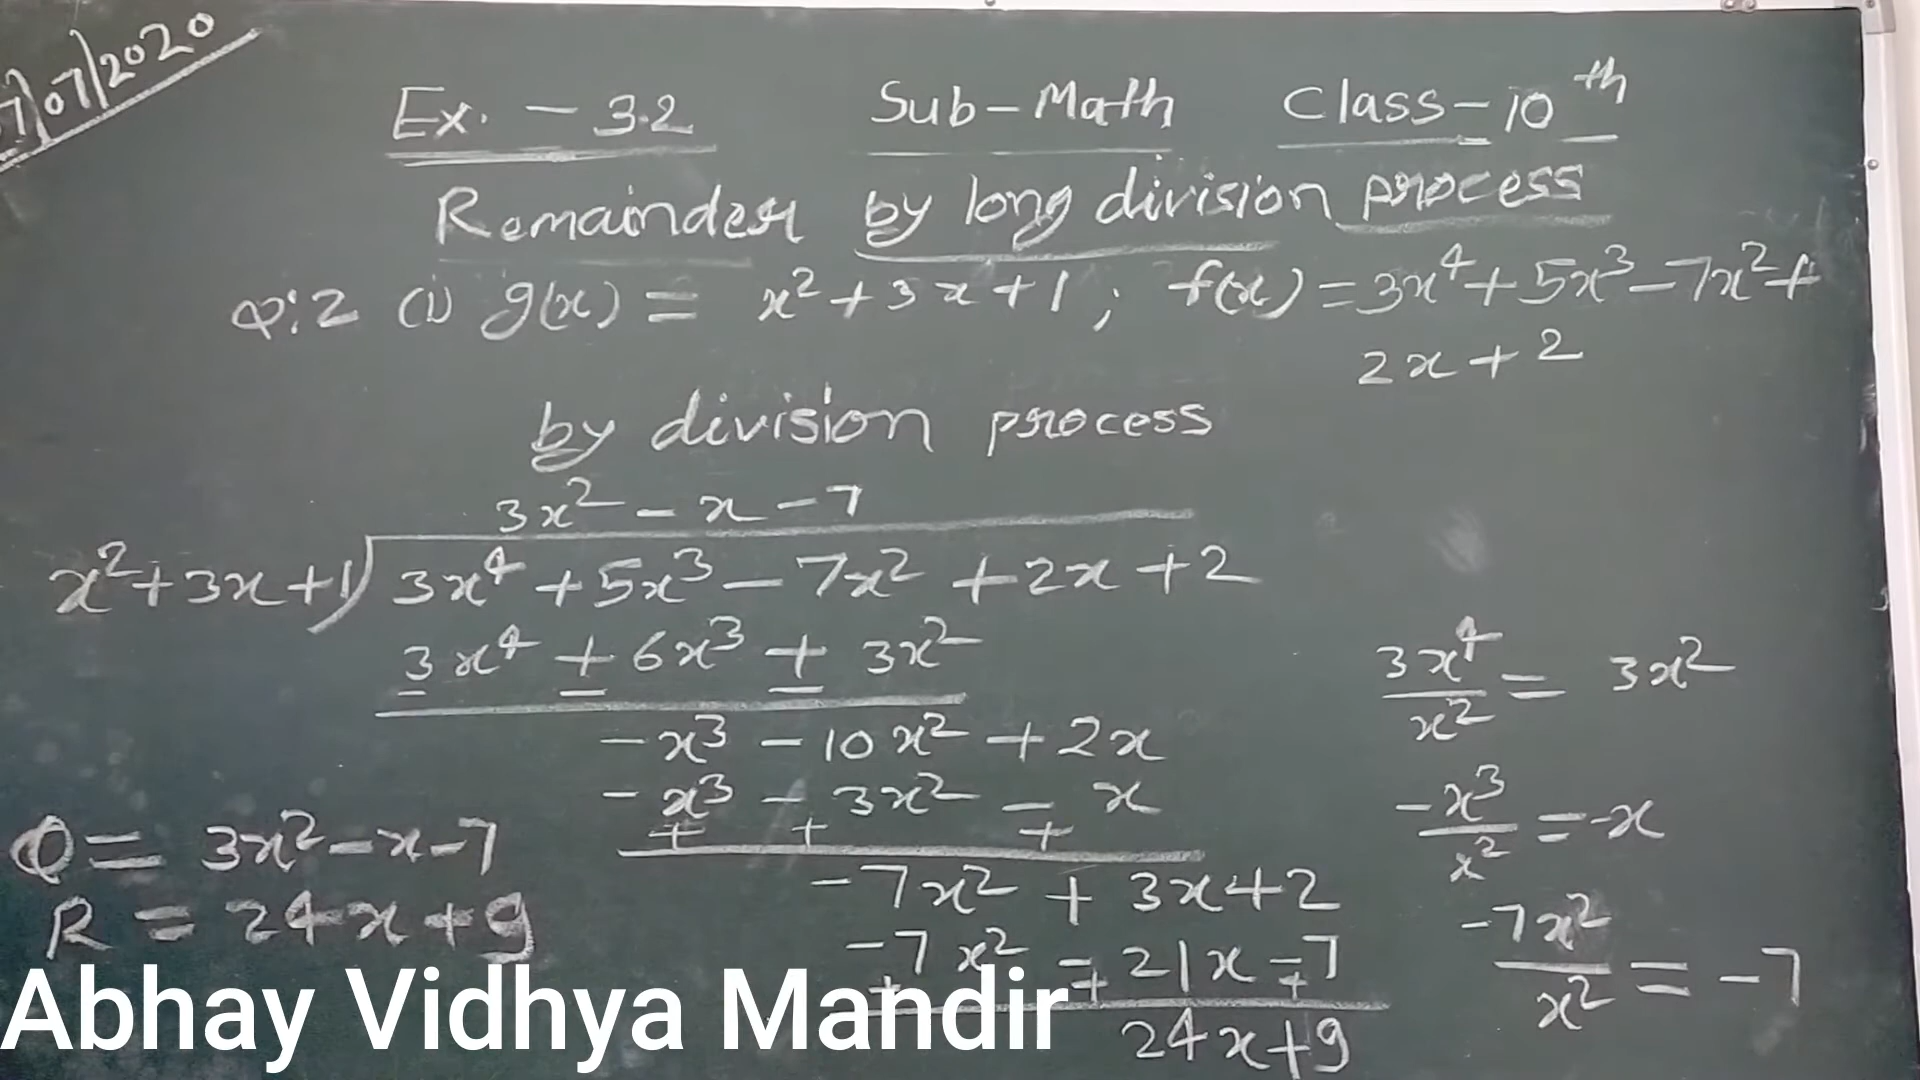 7/07/2020
Ex. - 3.2 Sub-Math Class-10th
Remainder by long division process
Q:2 (i) g(x) = x²+3x+1; f(x)=3x⁴+5x³-7x²+
2x+2
by division process
3x²-x-7
x²+3x+1) 3x⁴+5x³-7x²+2x+2
3x⁴+6x³+3x²
- - -
-x³-10x²+2x
-x³-3x²-x
+ + +
-7x²+3x+2
-7x²-21x-7
+ + +
24x+9
3x⁴/x² = 3x²
-x³/x² = -x
-7x²/x² = -7
Q = 3x²-x-7
R = 24x+9
Abhay Vidhya Mandir